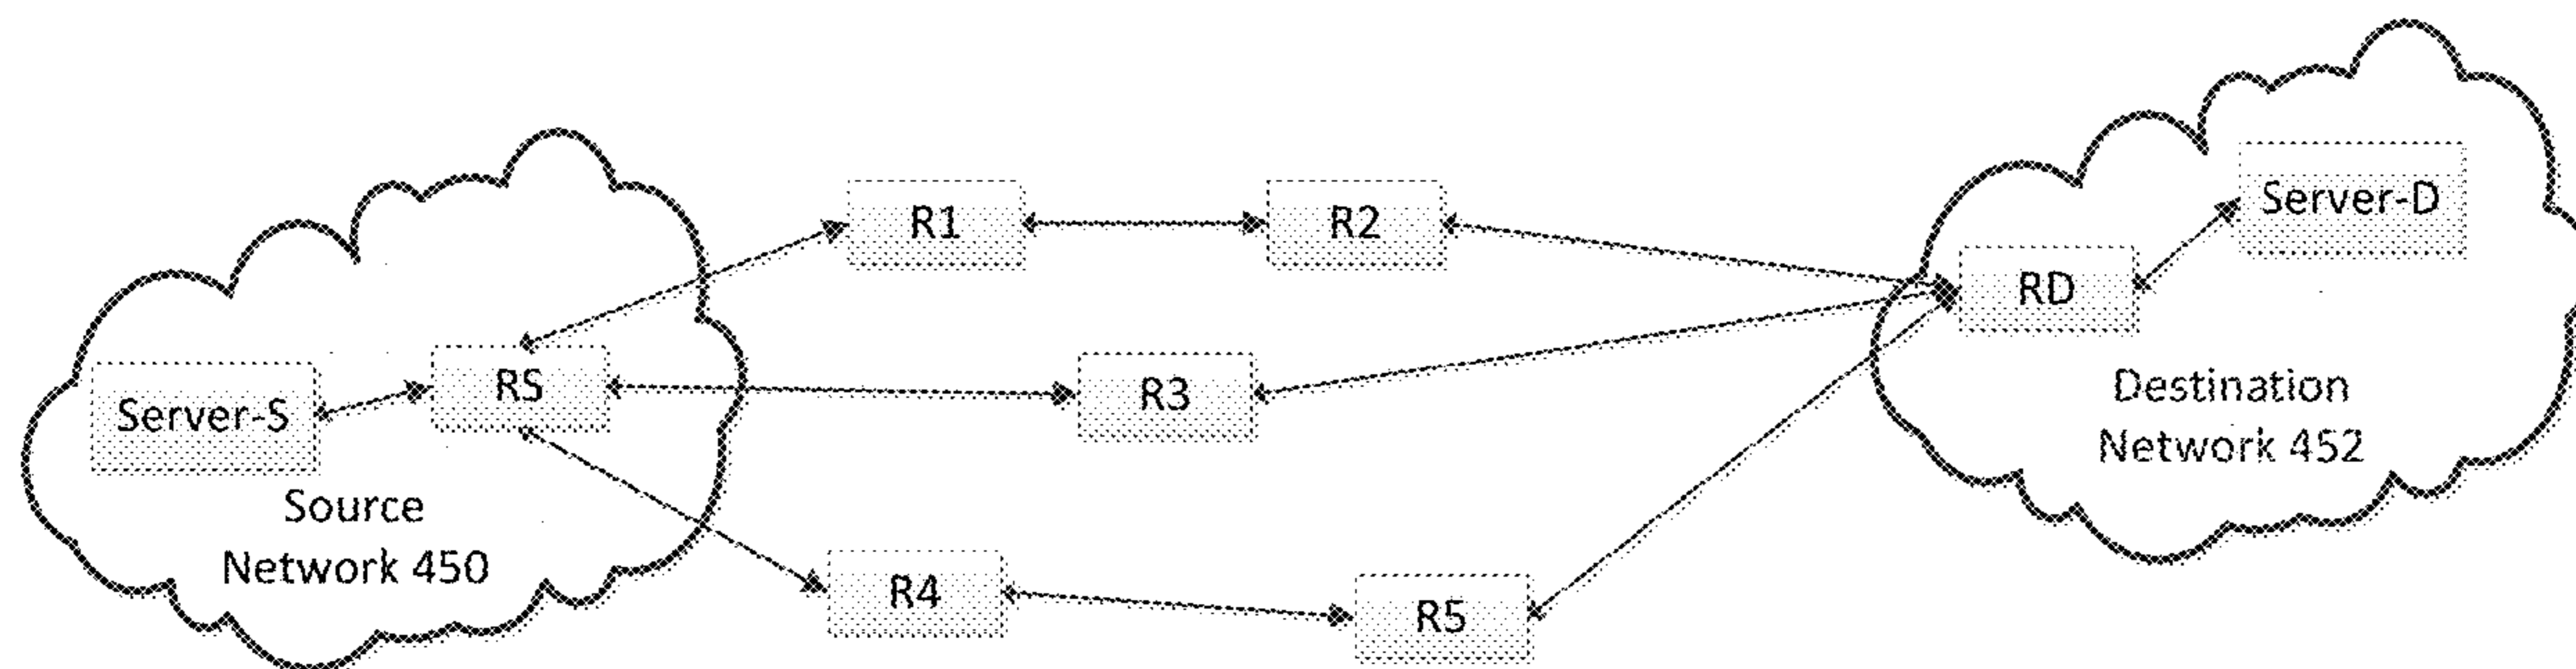 Server-S
RS
Source
Network 450
R1
R2
R3
R4
R5
RD
Server-D
Destination
Network 452